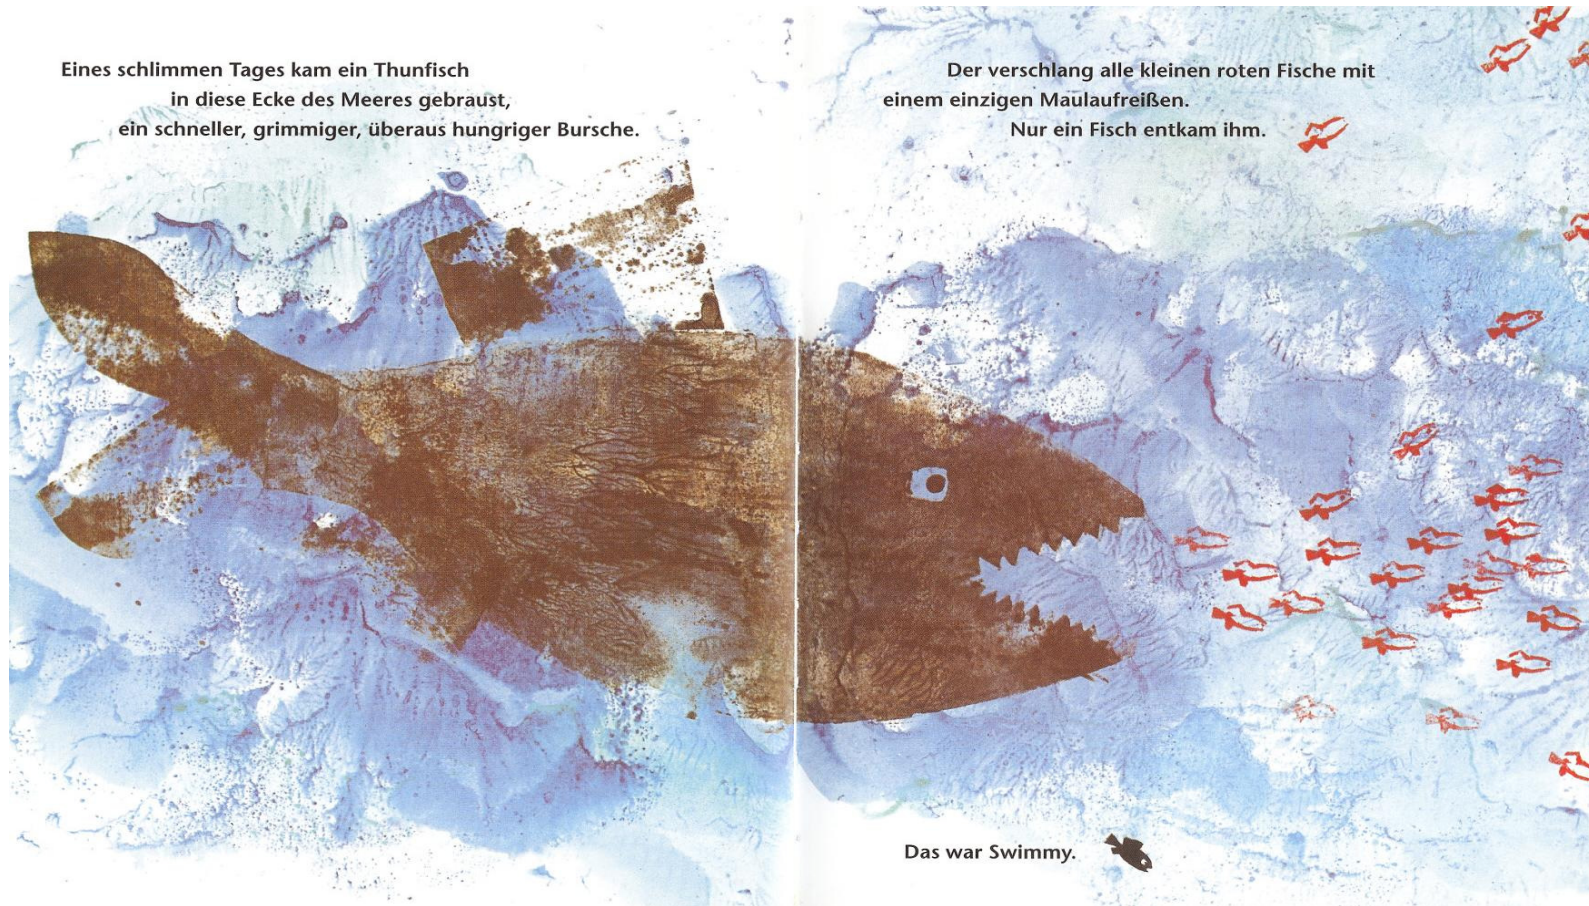 Eines schlimmen Tages kam ein Thunfisch
in diese Ecke des Meeres gebraust,
ein schneller, grimmiger, überaus hungriger Bursche.
Der verschlang alle kleinen roten Fische mit
einem einzigen Maulaufreißen.
Nur ein Fisch entkam ihm.
Das war Swimmy.